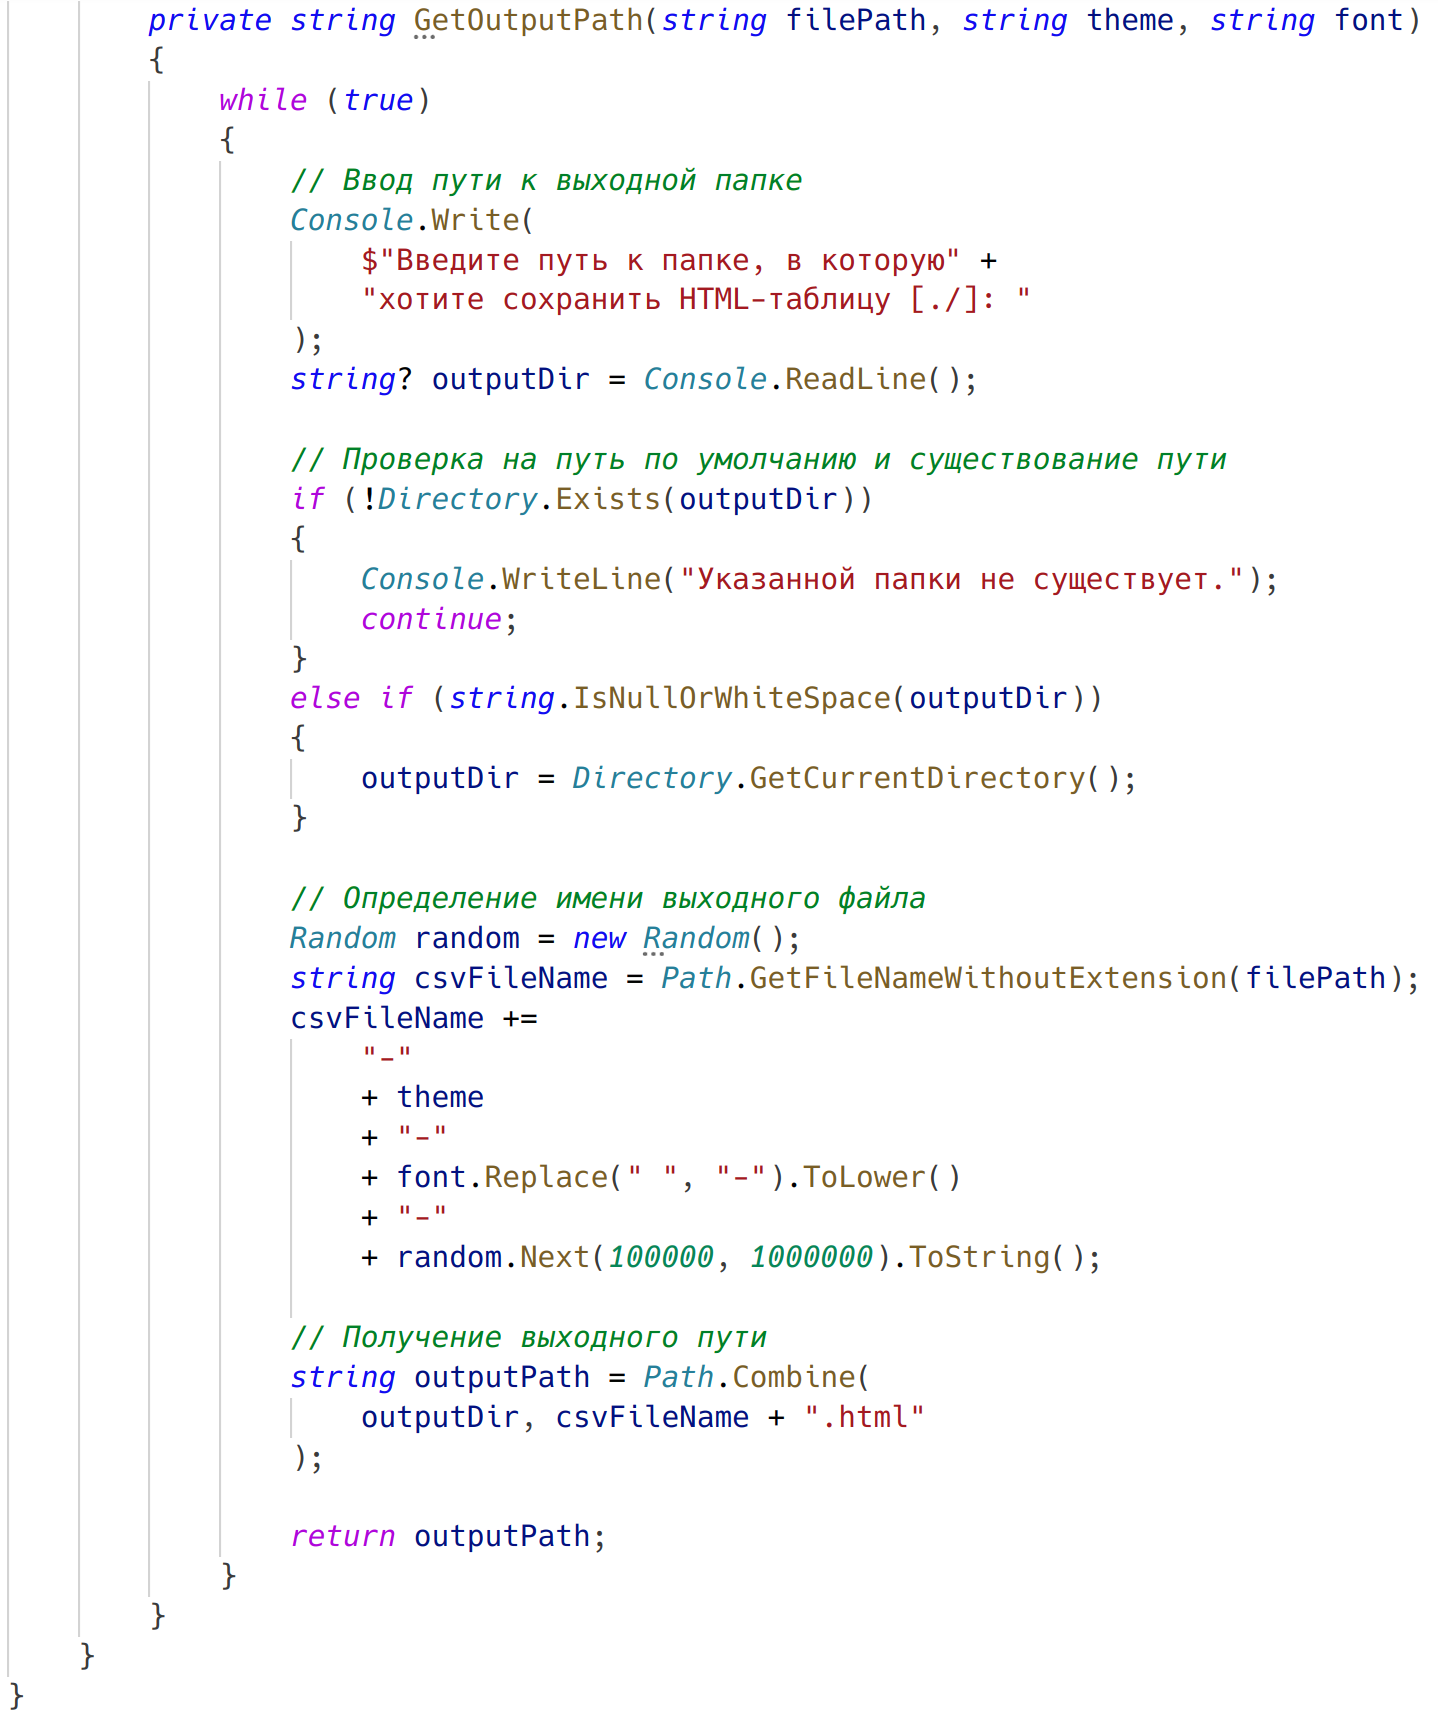 private string GetOutputPath(string filePath, string theme, string font)
{
while (true)
{
// Ввод пути к выходной папке
Console.Write(
$"Введите путь к папке, в которую" +
"хотите сохранить HTML-таблицу [./]: "
);
string? outputDir = Console.ReadLine();
// Проверка на путь по умолчанию и существование пути
if (!Directory.Exists(outputDir))
{
Console.WriteLine("Указанной папки не существует.");
continue;
}
else if (string.IsNullOrWhiteSpace(outputDir))
{
outputDir = Directory.GetCurrentDirectory();
}
// Определение имени выходного файла
Random random = new Random();
string csvFileName = Path.GetFileNameWithoutExtension(filePath);
csvFileName +=
"-"
+ theme
+ "-"
+ font.Replace(" ", "-").ToLower()
+ "-"
+ random.Next(100000, 1000000).ToString();
// Получение выходного пути
string outputPath = Path.Combine(
outputDir, csvFileName + ".html"
);
return outputPath;
}
}
}
}